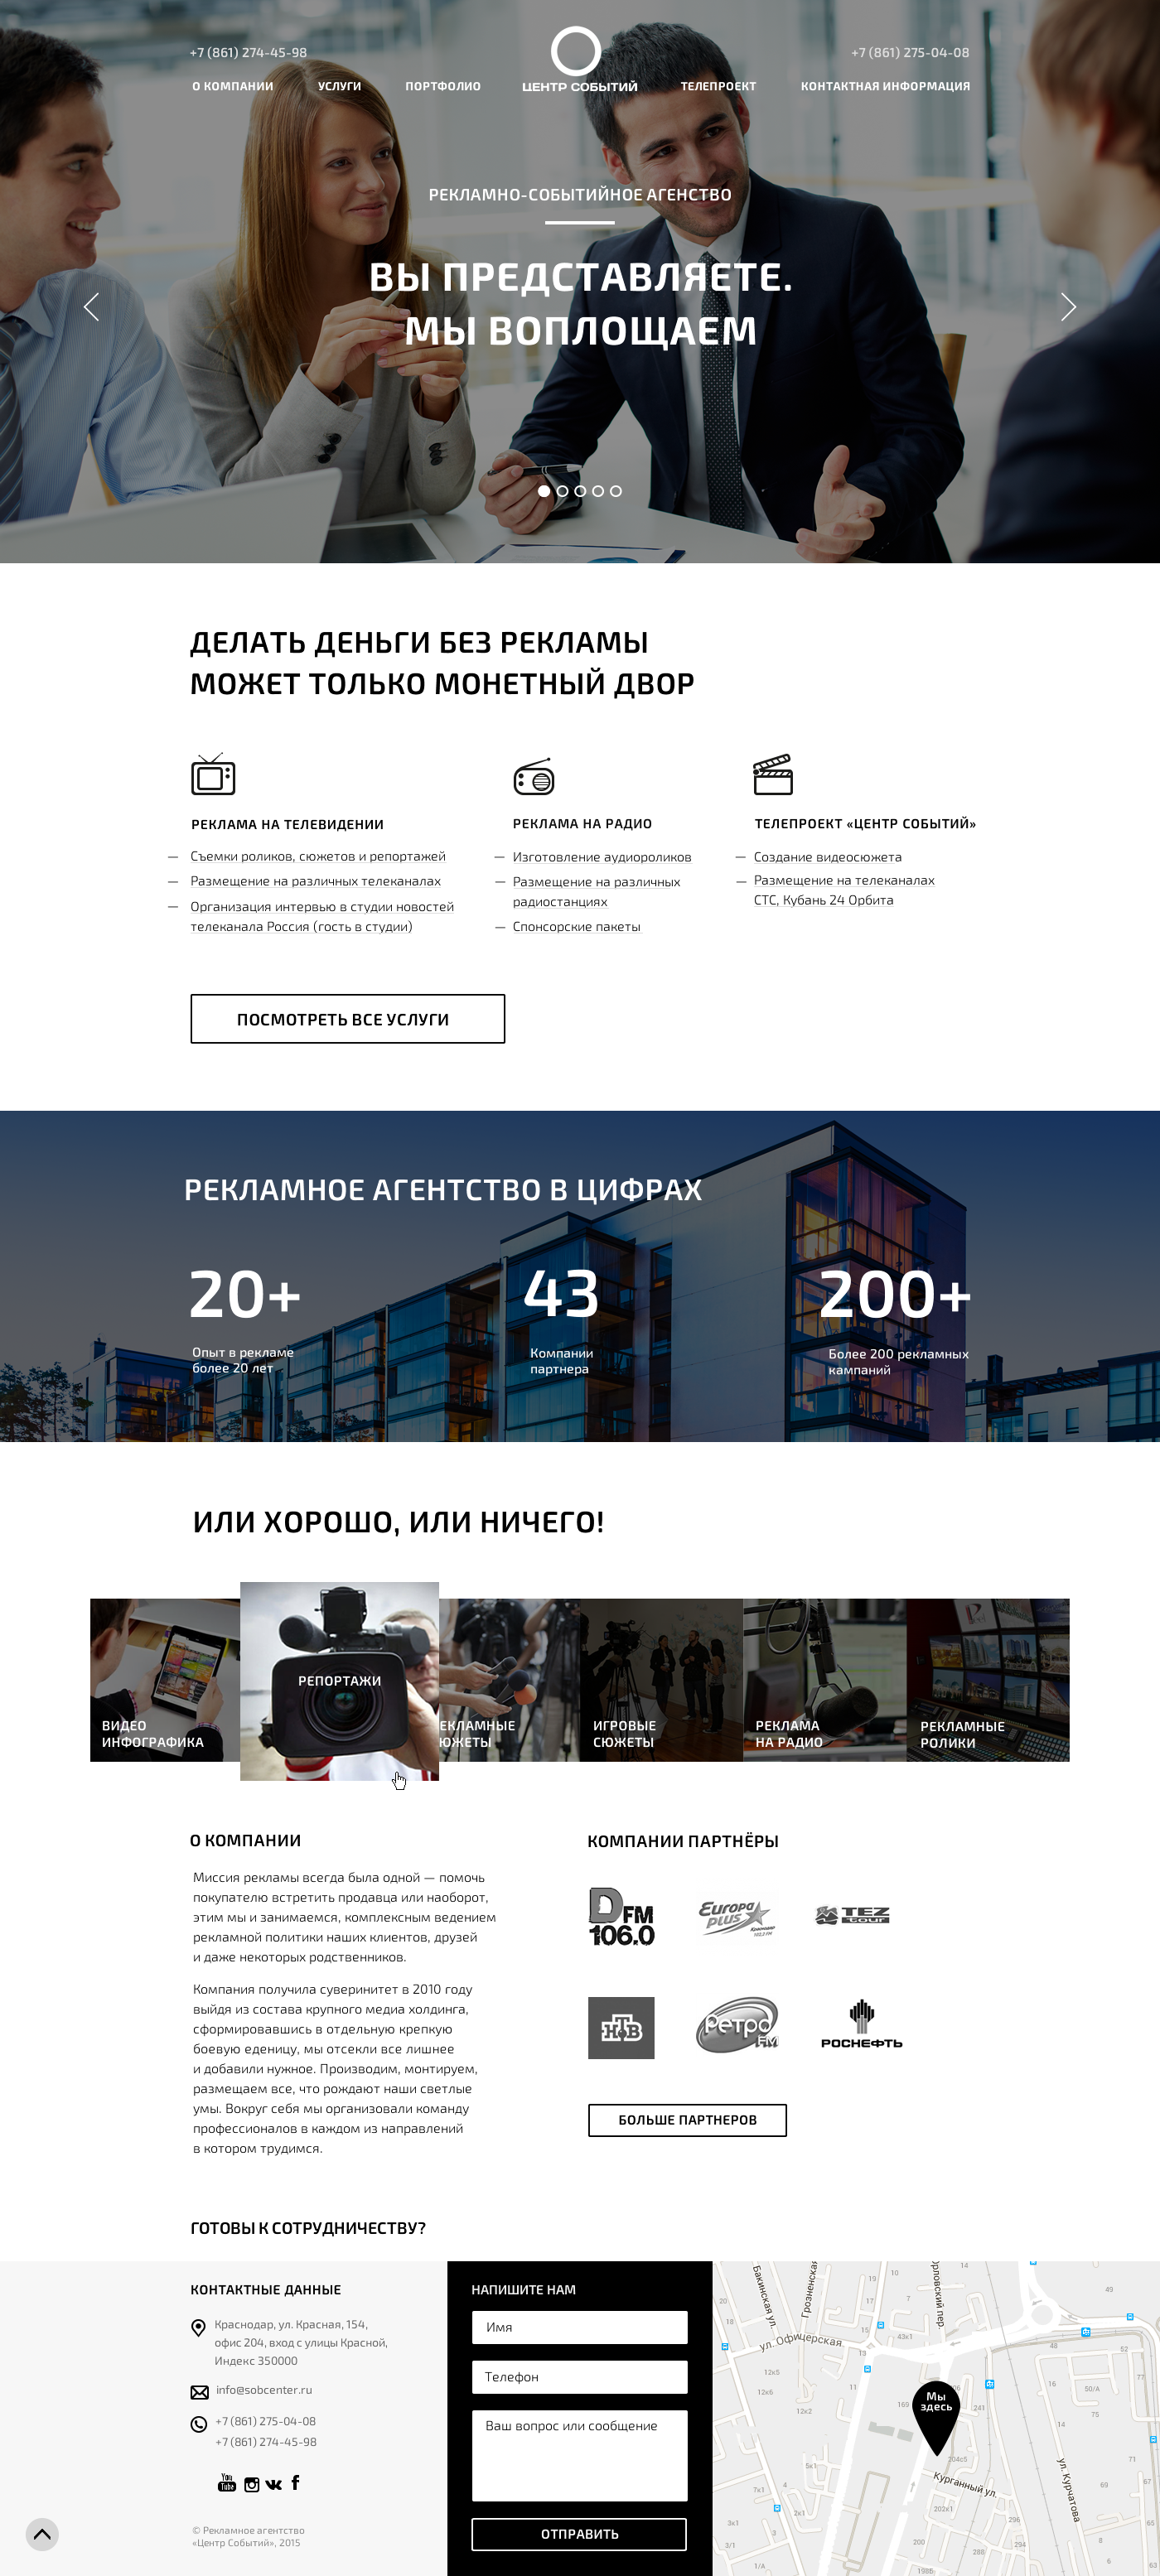 +7 (861) 274-45-98
+7 (861) 275-04-08
О КОМПАНИИ
УСЛУГИ
ПОРТФОЛИО
ЦЕНТР СОБЫТИЙ
ТЕЛЕПРОЕКТ
КОНТАКТНАЯ ИНФОРМАЦИЯ
РЕКЛАМНО-СОБЫТИЙНОЕ АГЕНСТВО
ВЫ ПРЕДСТАВЛЯЕТЕ.
МЫ ВОПЛОЩАЕМ
ДЕЛАТЬ ДЕНЬГИ БЕЗ РЕКЛАМЫ
МОЖЕТ ТОЛЬКО МОНЕТНЫЙ ДВОР
РЕКЛАМА НА ТЕЛЕВИДЕНИИ
— Съемки роликов, сюжетов и репортажей
— Размещение на различных телеканалах
— Организация интервью в студии новостей
телеканала Россия (гость в студии)
РЕКЛАМА НА РАДИО
— Изготовление аудиороликов
— Размещение на различных
радиостанциях
— Спонсорские пакеты
ТЕЛЕПРОЕКТ «ЦЕНТР СОБЫТИЙ»
— Создание видеосюжета
— Размещение на телеканалах
СТС, Кубань 24 Орбита
ПОСМОТРЕТЬ ВСЕ УСЛУГИ
РЕКЛАМНОЕ АГЕНТСТВО В ЦИФРАХ
20+
Опыт в рекламе
более 20 лет
43
Компании
партнера
200+
Более 200 рекламных
кампаний
ИЛИ ХОРОШО, ИЛИ НИЧЕГО!
ВИДЕО
ИНФОГРАФИКА
РЕПОРТАЖИ
ЕКЛАМНЫЕ
ЮЖЕТЫ
ИГРОВЫЕ
СЮЖЕТЫ
РЕКЛАМА
НА РАДИО
РЕКЛАМНЫЕ
РОЛИКИ
О КОМПАНИИ
Миссия рекламы всегда была одной — помочь
покупателю встретить продавца или наоборот,
этим мы и занимаемся, комплексным ведением
рекламной политики наших клиентов, друзей
и даже некоторых родственников.
Компания получила суверинитет в 2010 году
выйдя из состава крупного медиа холдинга,
сформировавшись в отдельную крепкую
боевую еденицу, мы отсекли все лишнее
и добавили нужное. Производим, монтируем,
размещаем все, что рождают наши светлые
умы. Вокруг себя мы организовали команду
профессионалов в каждом из направлений
в котором трудимся.
КОМПАНИИ ПАРТНЁРЫ
DFM
106.0
Europa
plus
TEZ
TOUR
НТВ
Ретро
FM
РОСНЕФТЬ
БОЛЬШЕ ПАРТНЕРОВ
ГОТОВЫ К СОТРУДНИЧЕСТВУ?
КОНТАКТНЫЕ ДАННЫЕ
Краснодар, ул. Красная, 154,
офис 204, вход с улицы Красной,
Индекс 350000
info@sobcenter.ru
+7 (861) 275-04-08
+7 (861) 274-45-98
You
Tube
© Рекламное агентство
«Центр Событий», 2015
НАПИШИТЕ НАМ
Имя
Телефон
Ваш вопрос или сообщение
ОТПРАВИТЬ
Бакинская ул.
Грозненская
Орловский пер.
ул. Офицерская
Мы
здесь
Курганный ул.
ул. Курчатова